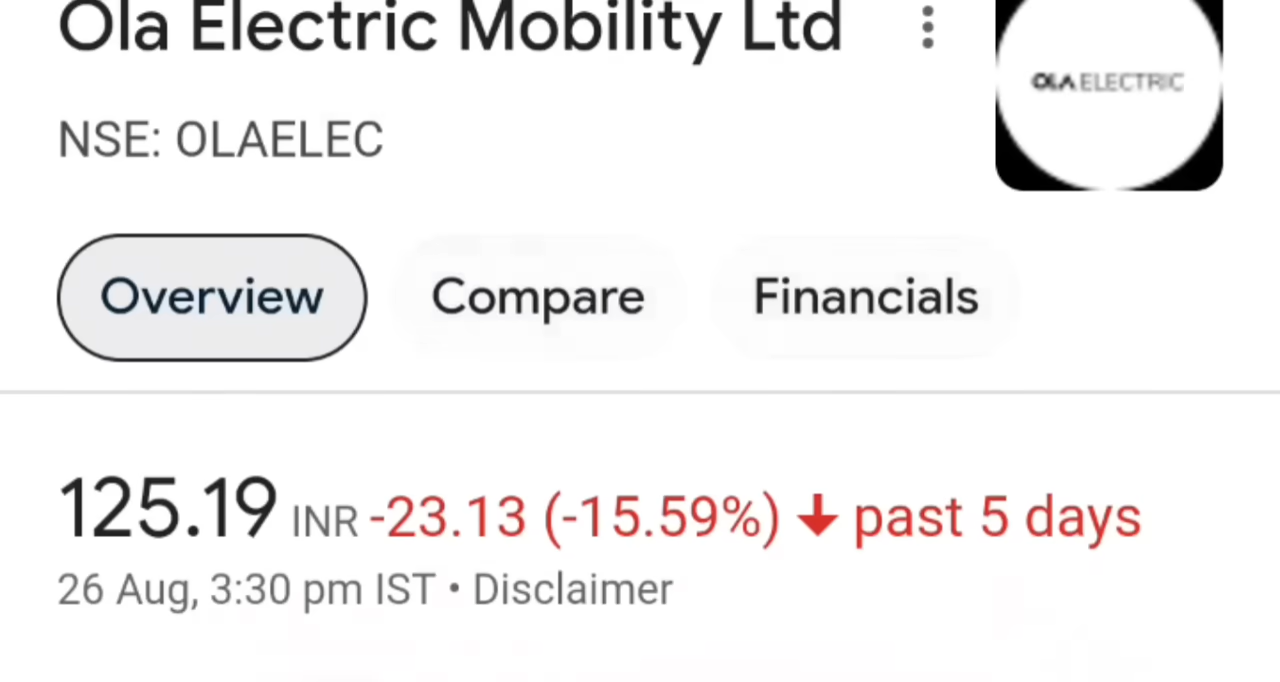 Ola Electric Mobility Ltd
OLA ELECTRIC
NSE: OLAELEC
Overview Compare Financials
125.19 INR -23.13 (-15.59%) ↓ past 5 days
26 Aug, 3:30 pm IST • Disclaimer